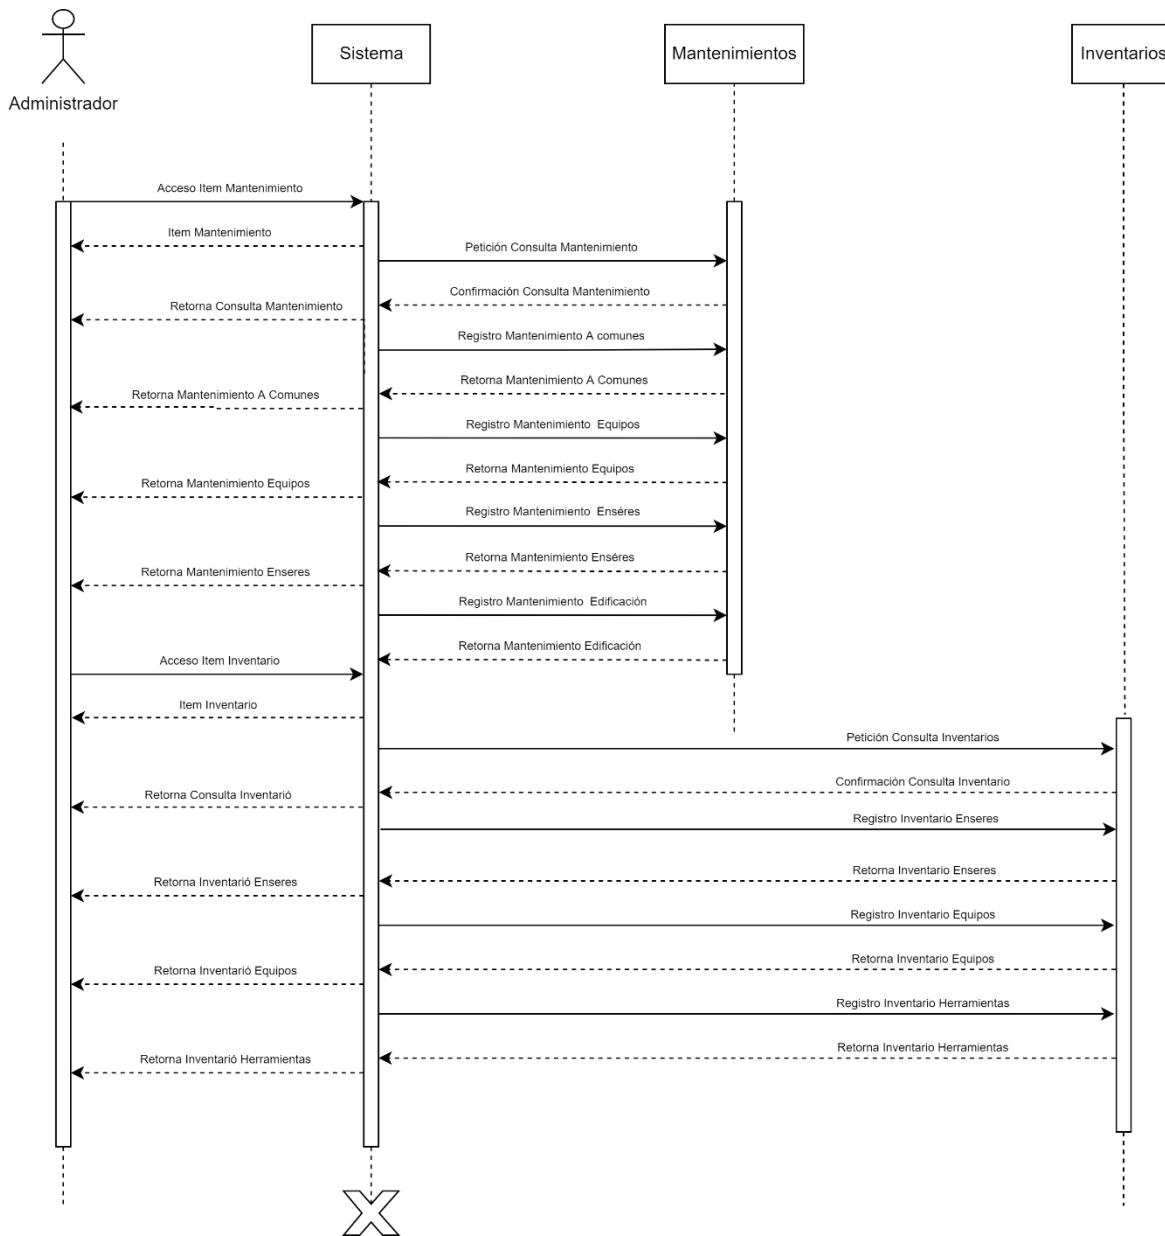 Sistema
Mantenimientos
Inventarios
Administrador
Acceso Item Mantenimiento
Item Mantenimiento
Petición Consulta Mantenimiento
Confirmación Consulta Mantenimiento
Retorna Consulta Mantenimiento
Registro Mantenimiento A comunes
Retorna Mantenimiento A Comunes
Retorna Mantenimiento A Comunes
Registro Mantenimiento  Equipos
Retorna Mantenimiento Equipos
Retorna Mantenimiento Equipos
Registro Mantenimiento  Enséres
Retorna Mantenimiento Enséres
Retorna Mantenimiento Enseres
Registro Mantenimiento  Edificación
Retorna Mantenimiento Edificación
Acceso Item Inventario
Item Inventario
Petición Consulta Inventarios
Confirmación Consulta Inventario
Retorna Consulta Inventarió
Registro Inventario Enseres
Retorna Inventario Enseres
Retorna Inventarió Enseres
Registro Inventario Equipos
Retorna Inventario Equipos
Retorna Inventarió Equipos
Registro Inventario Herramientas
Retorna Inventario Herramientas
Retorna Inventarió Herramientas